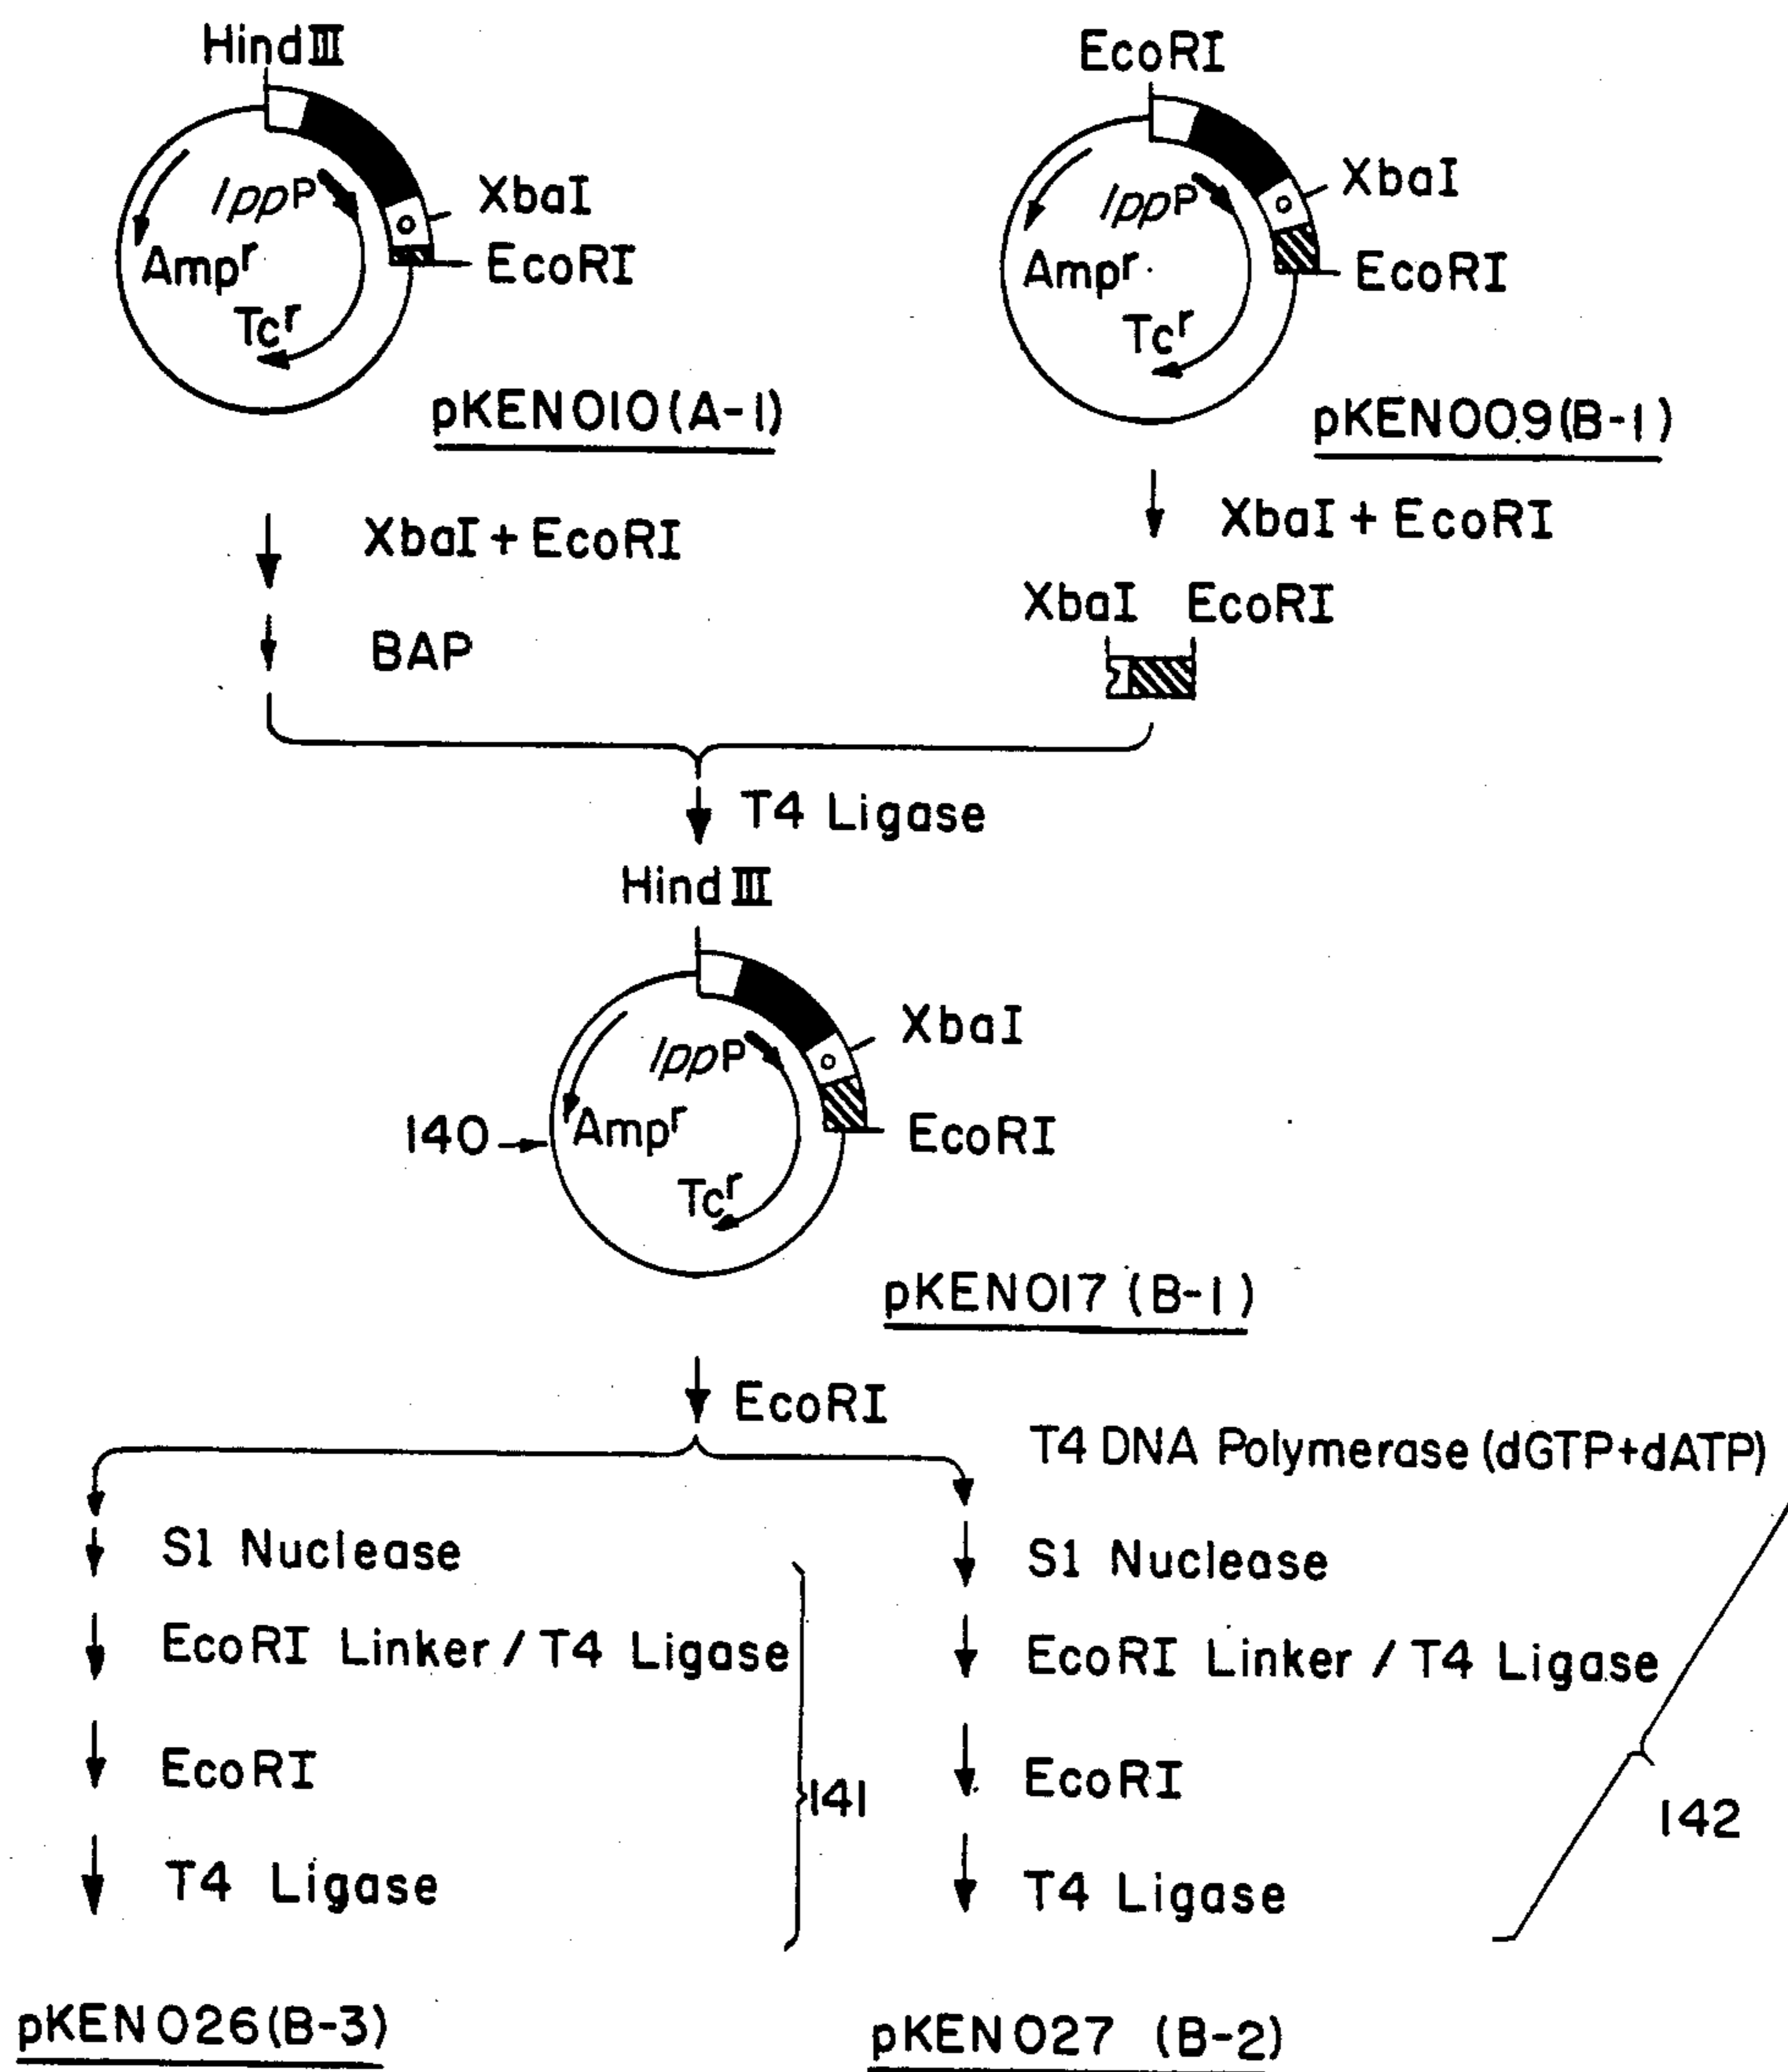 HindIII
XbaI
lppP
EcoRI
Ampr
Tcr
pKEN010(A-1)
EcoRI
XbaI
lppP
EcoRI
Ampr
Tcr
pKEN009(B-1)
XbaI + EcoRI
BAP
XbaI + EcoRI
XbaI EcoRI
T4 Ligase
HindIII
XbaI
lppP
140
Ampr
EcoRI
Tcr
pKEN017 (B-1)
EcoRI
S1 Nuclease
EcoRI Linker / T4 Ligase
EcoRI
T4 Ligase
141
pKEN026(B-3)
T4 DNA Polymerase (dGTP+dATP)
S1 Nuclease
EcoRI Linker / T4 Ligase
EcoRI
T4 Ligase
142
pKEN027 (B-2)